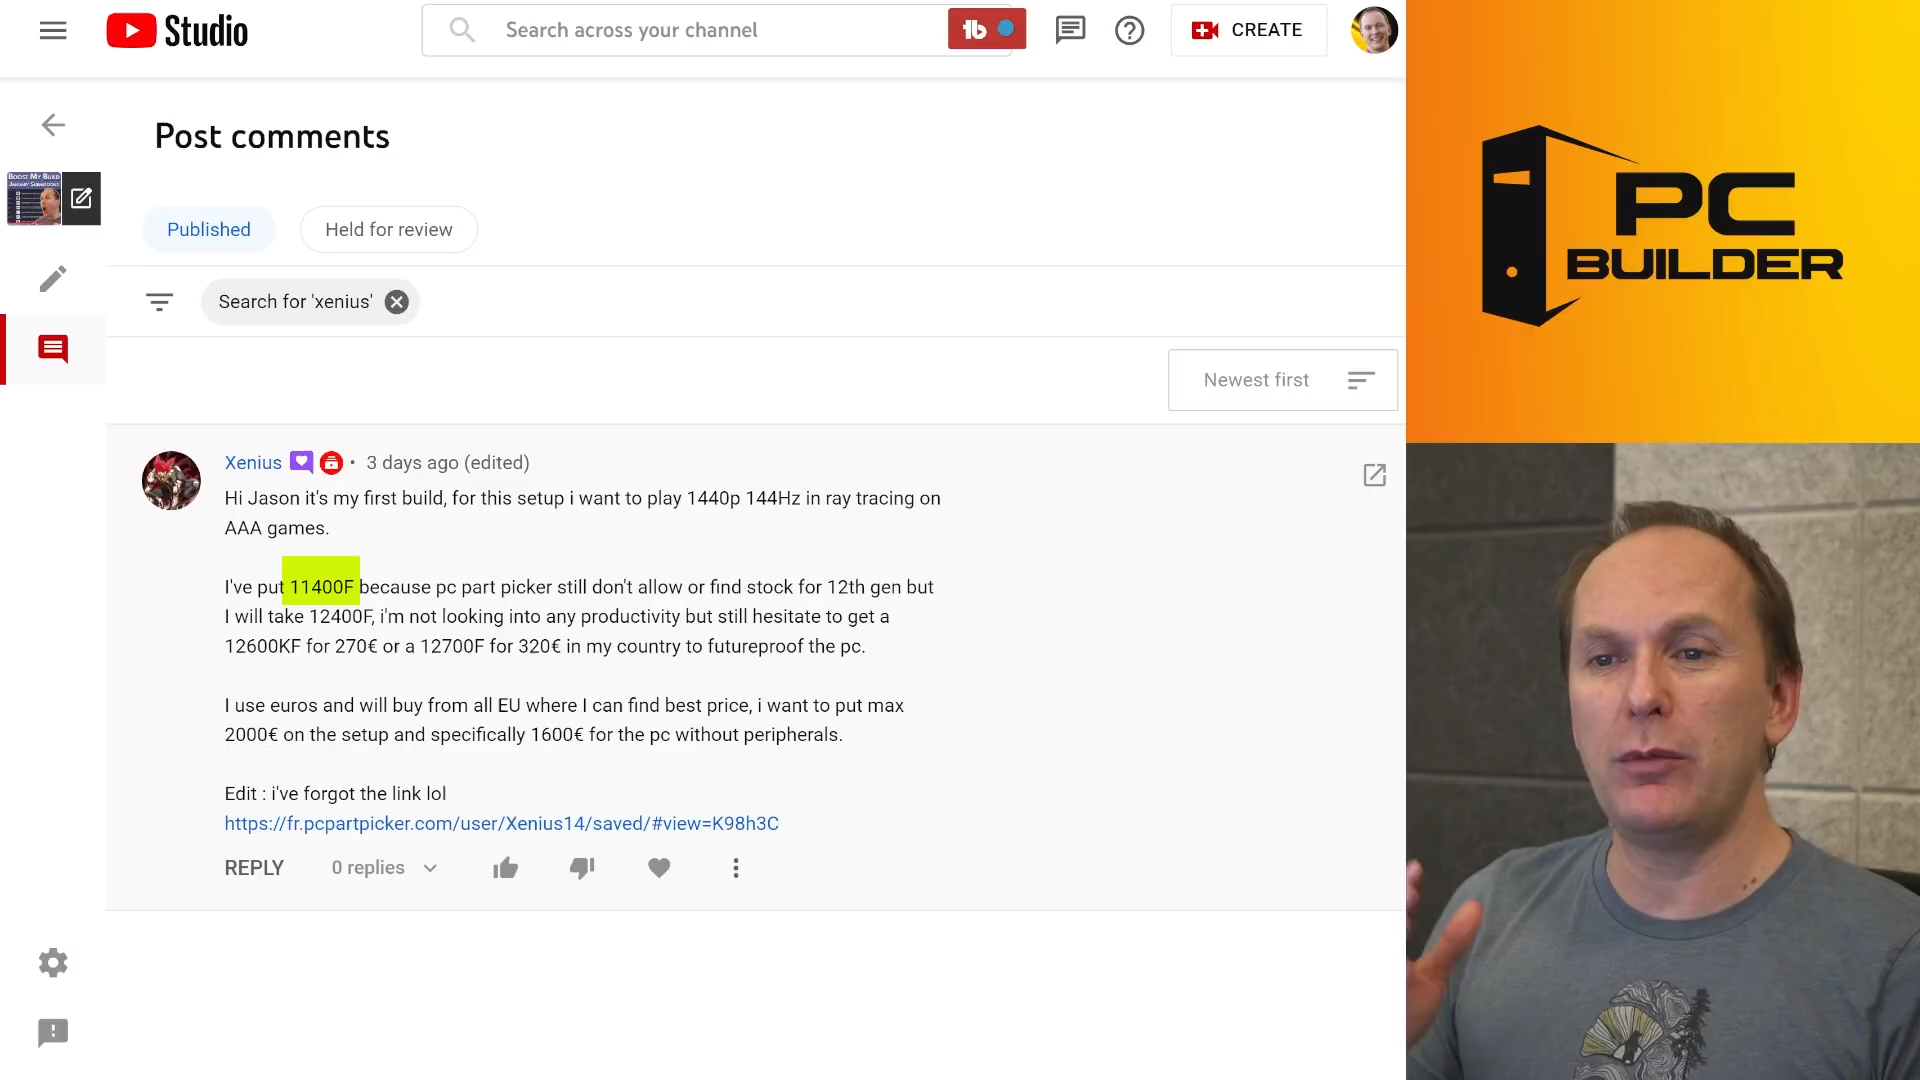 Studio
Search across your channel
CREATE
Post comments
BOOST MY BUILD
JANUARY SUBMISSIONS
Published
Held for review
Search for 'xenius'
Newest first
Xenius • 3 days ago (edited)
Hi Jason it's my first build, for this setup i want to play 1440p 144Hz in ray tracing on
AAA games.
I've put 11400F because pc part picker still don't allow or find stock for 12th gen but
I will take 12400F, i'm not looking into any productivity but still hesitate to get a
12600KF for 270€ or a 12700F for 320€ in my country to futureproof the pc.
I use euros and will buy from all EU where I can find best price, i want to put max
2000€ on the setup and specifically 1600€ for the pc without peripherals.
Edit : i've forgot the link lol
https://fr.pcpartpicker.com/user/Xenius14/saved/#view=K98h3C
REPLY
0 replies
PC
BUILDER